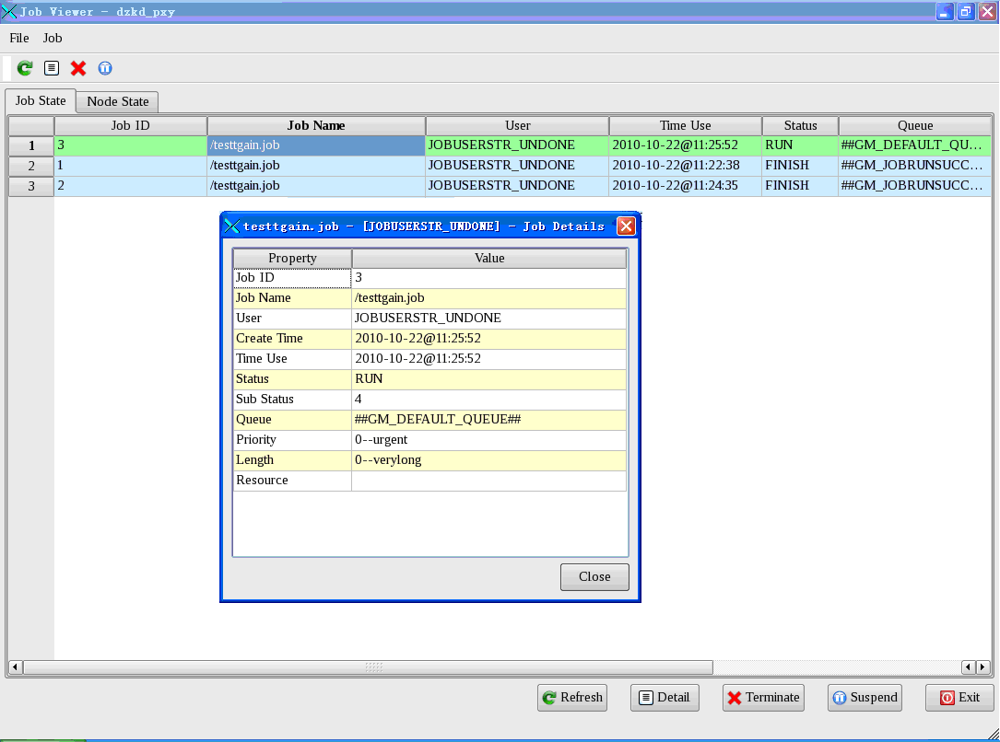 Job Viewer - dzkd_pxy
File Job
Job State Node State
Job ID Job Name User Time Use Status Queue
1 3 /testtgain.job JOBUSERSTR_UNDONE 2010-10-22@11:25:52 RUN ##GM_DEFAULT_QU...
2 1 /testtgain.job JOBUSERSTR_UNDONE 2010-10-22@11:22:38 FINISH ##GM_JOBRUNSUCC...
3 2 /testtgain.job JOBUSERSTR_UNDONE 2010-10-22@11:24:35 FINISH ##GM_JOBRUNSUCC...
testtgain.job - [JOBUSERSTR_UNDONE] - Job Details
Property Value
Job ID 3
Job Name /testtgain.job
User JOBUSERSTR_UNDONE
Create Time 2010-10-22@11:25:52
Time Use 2010-10-22@11:25:52
Status RUN
Sub Status 4
Queue ##GM_DEFAULT_QUEUE##
Priority 0--urgent
Length 0--verylong
Resource
Close
Refresh Detail Terminate Suspend Exit